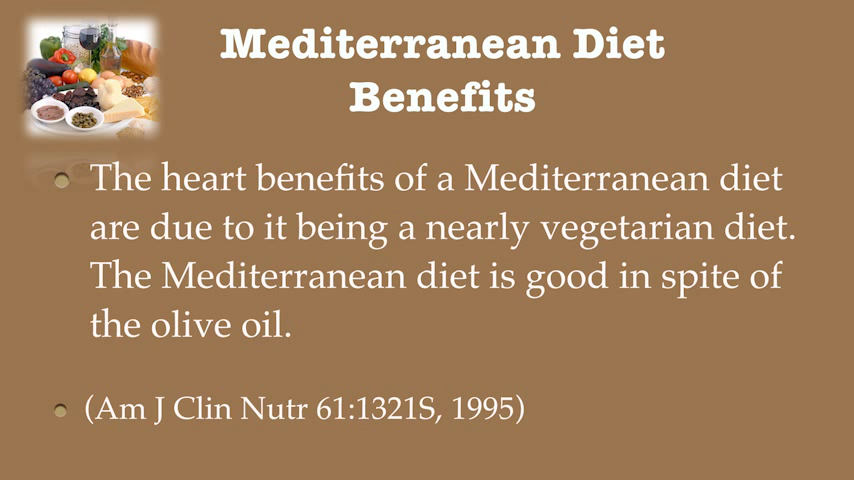 Mediterranean Diet
Benefits
The heart benefits of a Mediterranean diet
are due to it being a nearly vegetarian diet.
The Mediterranean diet is good in spite of
the olive oil.
(Am J Clin Nutr 61:1321S, 1995)